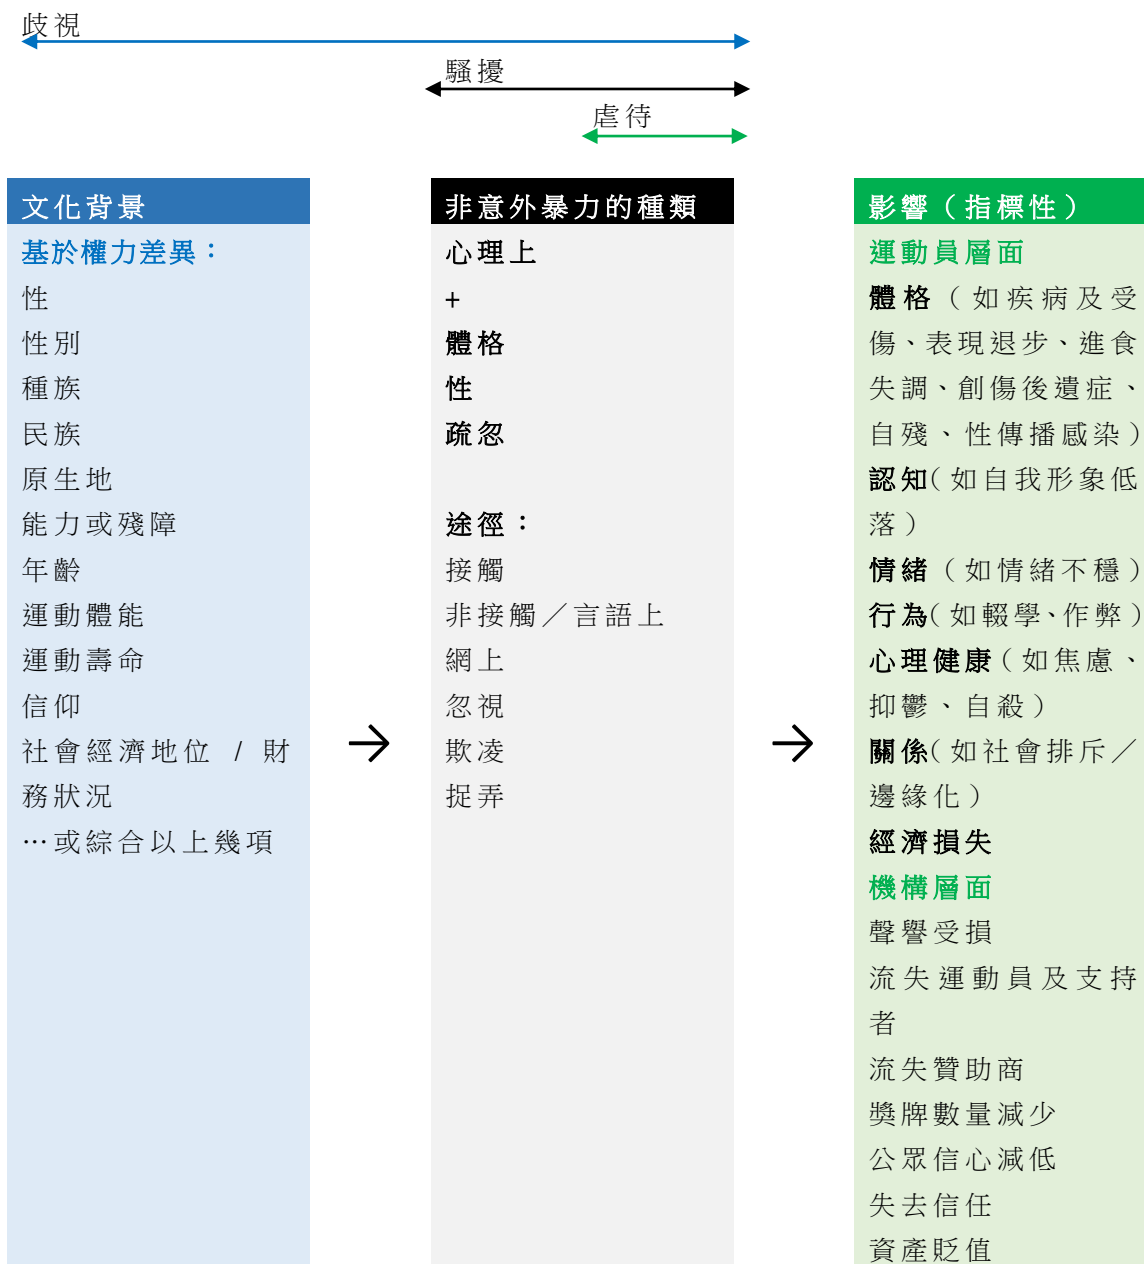 歧視
騷擾
虐待
文化背景
基於權力差異：
性
性別
種族
民族
原生地
能力或殘障
年齡
運動體能
運動壽命
信仰
社會經濟地位 / 財
務狀況
…或綜合以上幾項
→
非意外暴力的種類
心理上
+
體格
性
疏忽
途徑：
接觸
非接觸／言語上
網上
忽視
欺凌
捉弄
→
影響（指標性）
運動員層面
體格（如疾病及受
傷、表現退步、進食
失調、創傷後遺症、
自殘、性傳播感染）
認知（如自我形象低
落）
情緒（如情緒不穩）
行為（如輟學、作弊）
心理健康（如焦慮、
抑鬱、自殺）
關係（如社會排斥／
邊緣化）
經濟損失
機構層面
聲譽受損
流失運動員及支持
者
流失贊助商
獎牌數量減少
公眾信心減低
失去信任
資產貶值